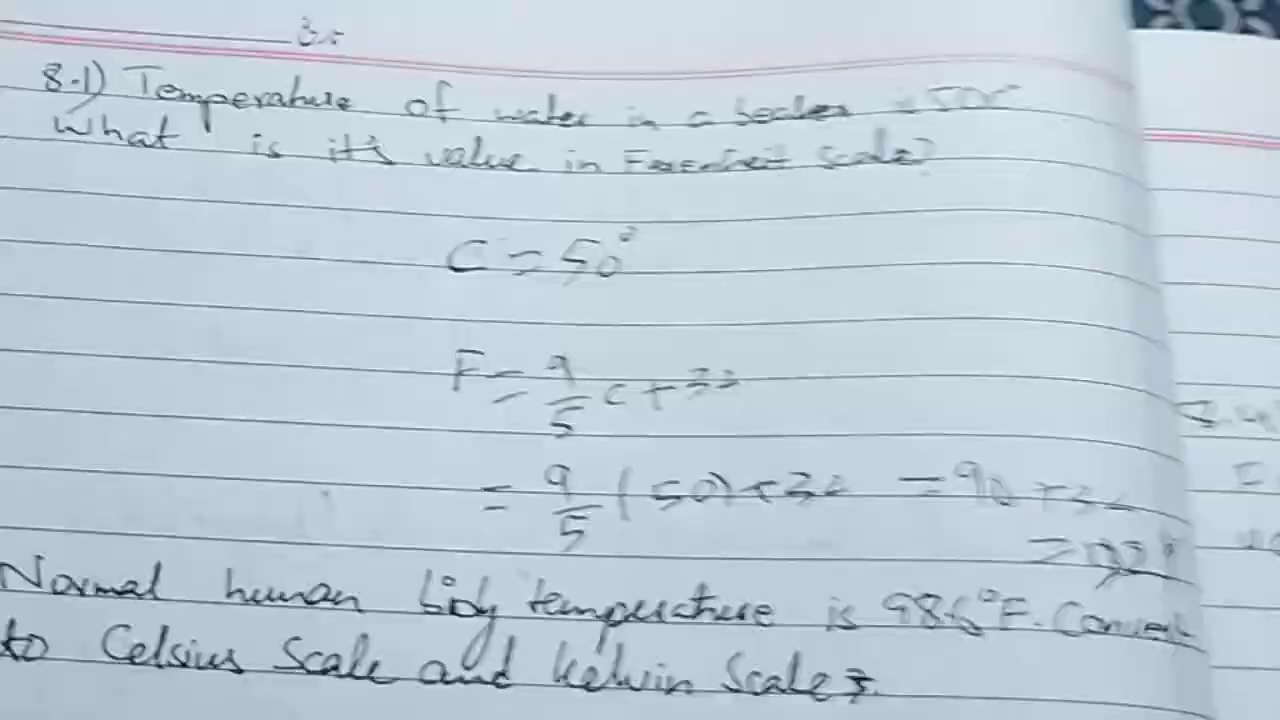 8.1) Temperature of water in a beaker is 50°
What is it's value in Farenheit Scale?
C = 50°
F = 9/5 C + 32
= 9/5 (50) + 32 = 90 + 32
Normal human body temperature is 98.6°F. Convert
to Celsius Scale and Kelvin Scale?